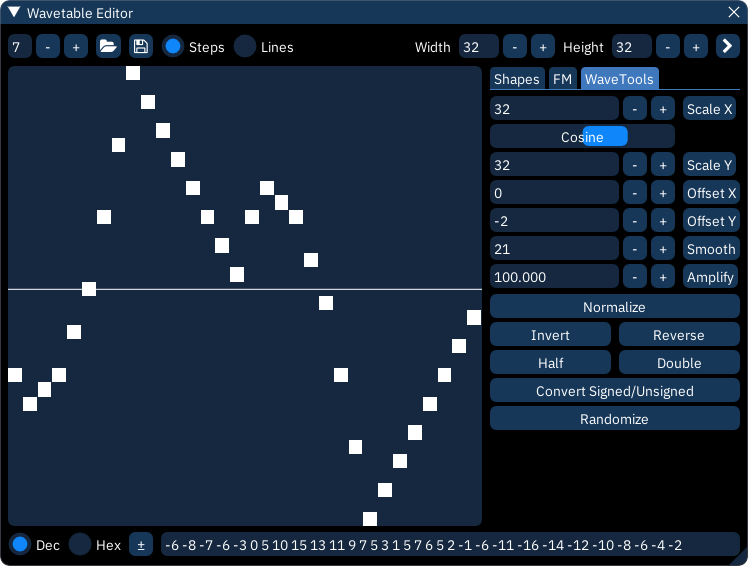 Wavetable Editor
7 - + Steps Lines Width 32 - + Height 32 - +
Shapes FM WaveTools
32 - + Scale X
Cosine
32 - + Scale Y
0 - + Offset X
-2 - + Offset Y
21 - + Smooth
100.000 - + Amplify
Normalize
Invert Reverse
Half Double
Convert Signed/Unsigned
Randomize
Dec Hex ± -6 -8 -7 -6 -3 0 5 10 15 13 11 9 7 5 3 1 5 7 6 5 2 -1 -6 -11 -16 -14 -12 -10 -8 -6 -4 -2